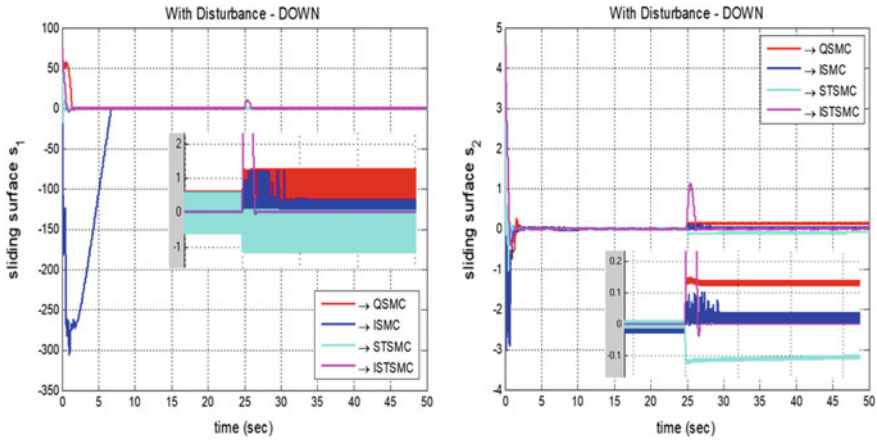 With Disturbance - DOWN
sliding surface s1
100
50
0
-50
-100
-150
-200
-250
-300
-350
2
1
0
-1
→ QSMC
→ ISMC
→ STSMC
→ ISTSMC
0 5 10 15 20 25 30 35 40 45 50
time (sec)
With Disturbance - DOWN
sliding surface s2
5
4
3
2
1
0
-1
-2
-3
-4
→ QSMC
→ ISMC
→ STSMC
→ ISTSMC
0.2
0.1
0
-0.1
0 5 10 15 20 25 30 35 40 45 50
time (sec)